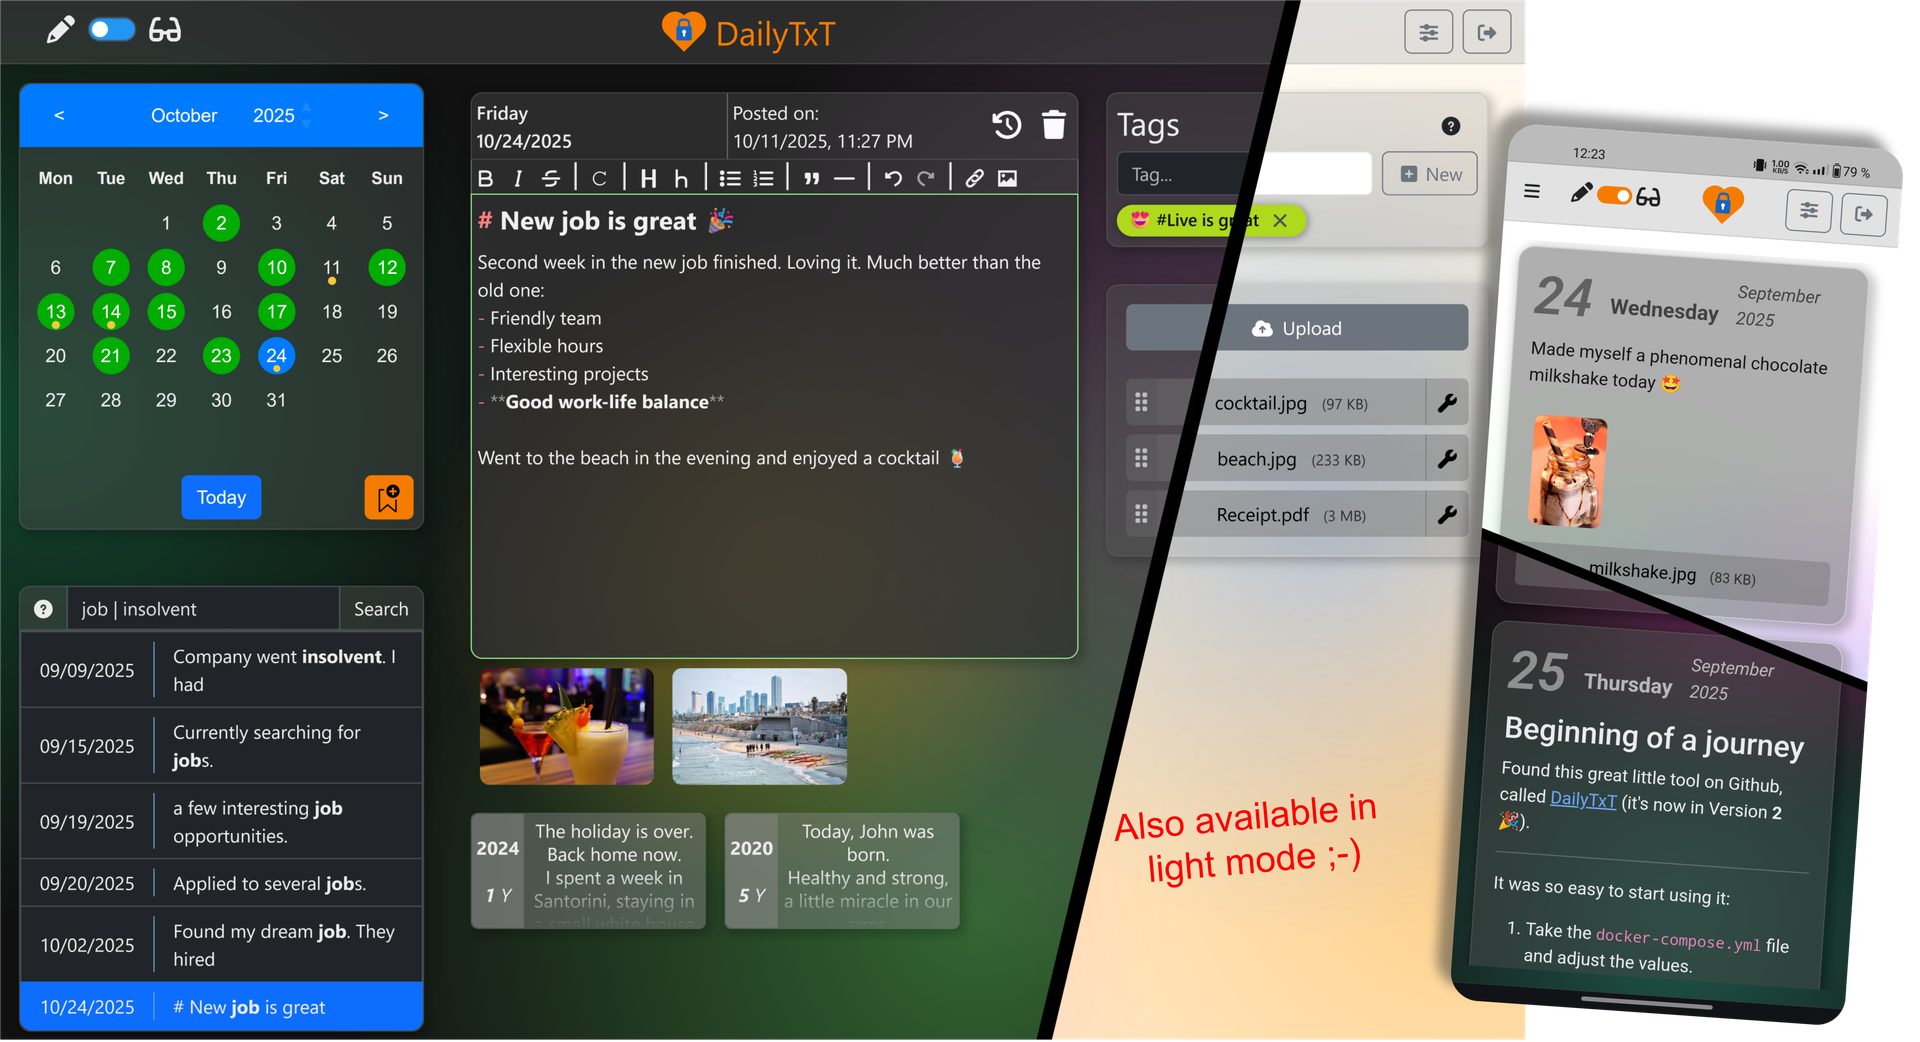 DailyTxT
< October 2025 >
Mon Tue Wed Thu Fri Sat Sun
1 2 3 4 5
6 7 8 9 10 11 12
13 14 15 16 17 18 19
20 21 22 23 24 25 26
27 28 29 30 31
Today
? job | insolvent Search
09/09/2025 Company went insolvent. I
had
09/15/2025 Currently searching for
jobs.
09/19/2025 a few interesting job
opportunities.
09/20/2025 Applied to several jobs.
10/02/2025 Found my dream job. They
hired
10/24/2025 # New job is great
Friday
10/24/2025
Posted on:
10/11/2025, 11:27 PM
B I S C H h
# New job is great 🎉
Second week in the new job finished. Loving it. Much better than the
old one:
- Friendly team
- Flexible hours
- Interesting projects
- **Good work-life balance**
Went to the beach in the evening and enjoyed a cocktail 🍹
2024
1 Y
The holiday is over.
Back home now.
I spent a week in
Santorini, staying in
a small white house
2020
5 Y
Today, John was
born.
Healthy and strong,
a little miracle in our
arms
Tags
?
Tag...
New
😍 #Live is great ×
Upload
cocktail.jpg (97 KB)
beach.jpg (233 KB)
Receipt.pdf (3 MB)
Also available in
light mode ;-)
12:23 1.00 KB/S 79 %
24 Wednesday September
2025
Made myself a phenomenal chocolate
milkshake today 🤩
milkshake.jpg (83 KB)
25 Thursday September
2025
Beginning of a journey
Found this great little tool on Github,
called DailyTxT (it's now in Version 2
🎉).
It was so easy to start using it:
1. Take the docker-compose.yml file
and adjust the values.